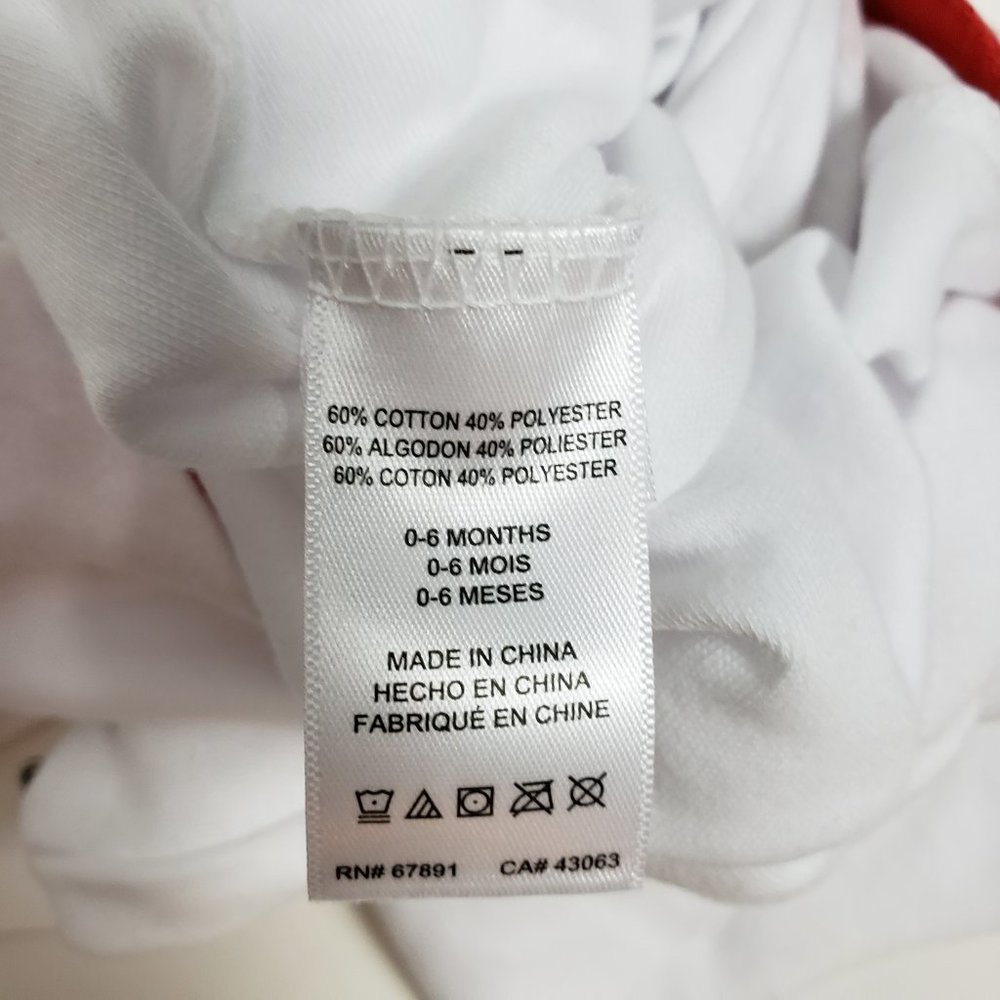 60% COTTON 40% POLYESTER
60% ALGODON 40% POLIESTER
60% COTON 40% POLYESTER
0-6 MONTHS
0-6 MOIS
0-6 MESES
MADE IN CHINA
HECHO EN CHINA
FABRIQUÉ EN CHINE
RN# 67891 CA# 43063